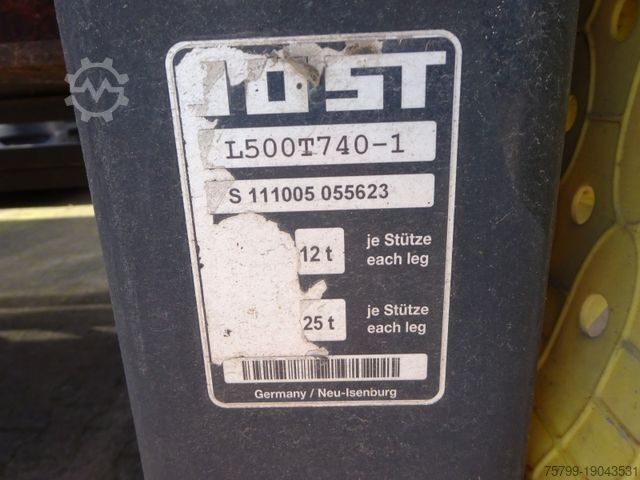 JOST
L500T740-1
S 111005 055623
12 t je Stütze
each leg
25 t je Stütze
each leg
Germany / Neu-Isenburg
75799-19043531